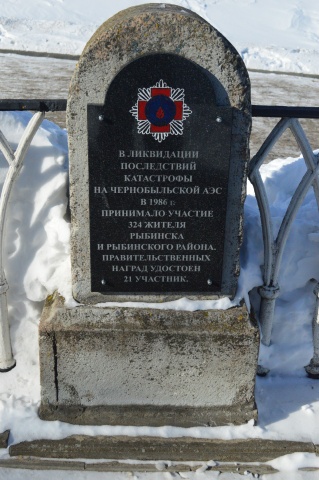 В ЛИКВИДАЦИИ
ПОСЛЕДСТВИЙ
КАТАСТРОФЫ
НА ЧЕРНОБЫЛЬСКОЙ АЭС
В 1986 г.
ПРИНИМАЛО УЧАСТИЕ
324 ЖИТЕЛЯ
РЫБИНСКА
И РЫБИНСКОГО РАЙОНА.
ПРАВИТЕЛЬСТВЕННЫХ
НАГРАД УДОСТОЕН
21 УЧАСТНИК.